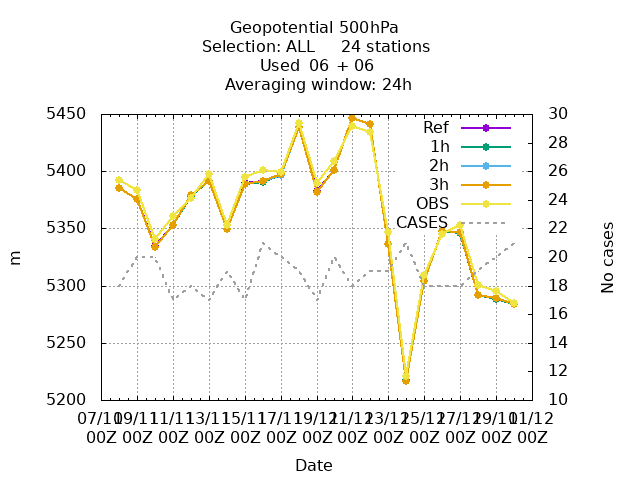 Geopotential 500hPa
Selection: ALL 24 stations
Used 06 + 06
Averaging window: 24h
5450
5400
5350
5300
5250
5200
m
30
28
26
24
22
20
18
16
14
12
10
No cases
Ref
1h
2h
3h
OBS
CASES
07/11 09/11 11/11 13/11 15/11 17/11 19/11 21/11 23/11 25/11 27/11 29/11 01/12
00Z 00Z 00Z 00Z 00Z 00Z 00Z 00Z 00Z 00Z 00Z 00Z 00Z
Date